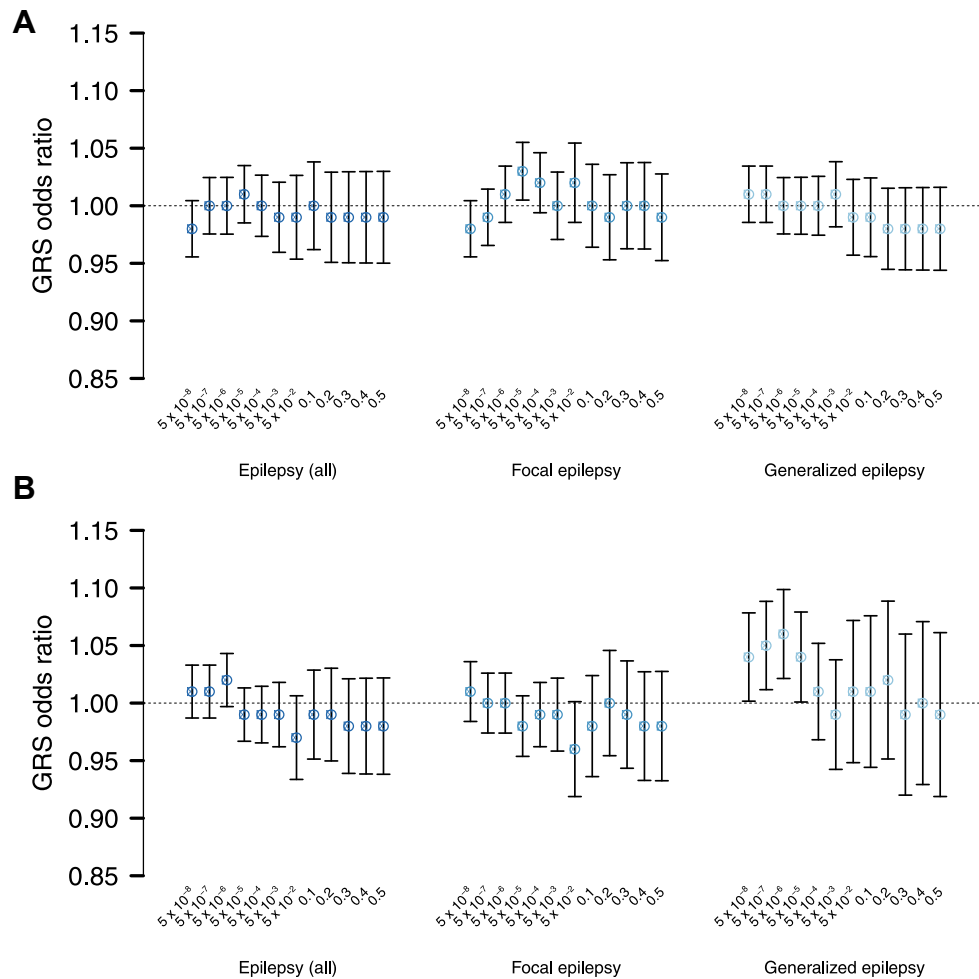 A
1.15
1.10
1.05
1.00
0.95
0.90
0.85
GRS odds ratio
5 x 10⁻⁸ 5 x 10⁻⁷ 5 x 10⁻⁶ 5 x 10⁻⁵ 5 x 10⁻⁴ 5 x 10⁻³ 5 x 10⁻² 0.1 0.2 0.3 0.4 0.5 5 x 10⁻⁸ 5 x 10⁻⁷ 5 x 10⁻⁶ 5 x 10⁻⁵ 5 x 10⁻⁴ 5 x 10⁻³ 5 x 10⁻² 0.1 0.2 0.3 0.4 0.5 5 x 10⁻⁸ 5 x 10⁻⁷ 5 x 10⁻⁶ 5 x 10⁻⁵ 5 x 10⁻⁴ 5 x 10⁻³ 5 x 10⁻² 0.1 0.2 0.3 0.4 0.5
Epilepsy (all) Focal epilepsy Generalized epilepsy
B
1.15
1.10
1.05
1.00
0.95
0.90
0.85
GRS odds ratio
5 x 10⁻⁸ 5 x 10⁻⁷ 5 x 10⁻⁶ 5 x 10⁻⁵ 5 x 10⁻⁴ 5 x 10⁻³ 5 x 10⁻² 0.1 0.2 0.3 0.4 0.5 5 x 10⁻⁸ 5 x 10⁻⁷ 5 x 10⁻⁶ 5 x 10⁻⁵ 5 x 10⁻⁴ 5 x 10⁻³ 5 x 10⁻² 0.1 0.2 0.3 0.4 0.5 5 x 10⁻⁸ 5 x 10⁻⁷ 5 x 10⁻⁶ 5 x 10⁻⁵ 5 x 10⁻⁴ 5 x 10⁻³ 5 x 10⁻² 0.1 0.2 0.3 0.4 0.5
Epilepsy (all) Focal epilepsy Generalized epilepsy